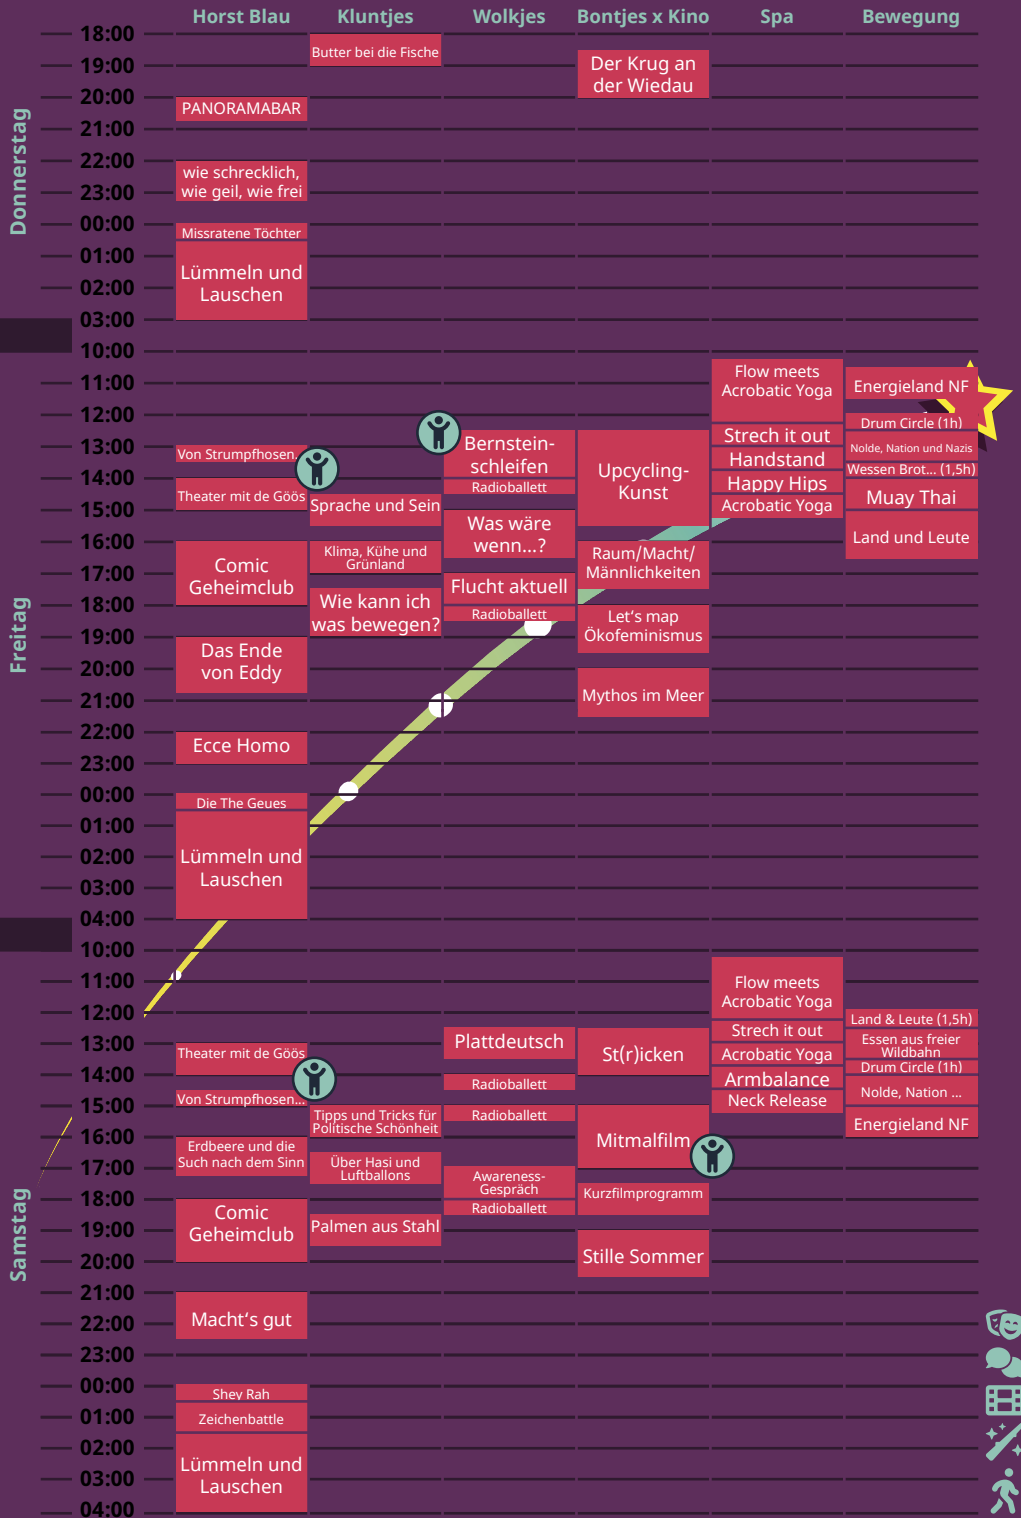 Horst Blau
Kluntjes
Wolkjes
Bontjes x Kino
Spa
Bewegung
Donnerstag
18:00
19:00
20:00
21:00
22:00
23:00
00:00
01:00
02:00
03:00
Butter bei die Fische
Der Krug an
der Wiedau
PANORAMABAR
wie schrecklich,
wie geil, wie frei
Missratene Töchter
Lümmeln und
Lauschen
Freitag
10:00
11:00
12:00
13:00
14:00
15:00
16:00
17:00
18:00
19:00
20:00
21:00
22:00
23:00
00:00
01:00
02:00
03:00
04:00
Von Strumpfhosen...
Theater mit de Göös
Comic
Geheimclub
Das Ende
von Eddy
Ecce Homo
Die The Geues
Lümmeln und
Lauschen
Sprache und Sein
Klima, Kühe und
Grünland
Wie kann ich
was bewegen?
Bernstein-
schleifen
Radioballett
Was wäre
wenn...?
Flucht aktuell
Radioballett
Upcycling-
Kunst
Raum/Macht/
Männlichkeiten
Let‘s map
Ökofeminismus
Mythos im Meer
Flow meets
Acrobatic Yoga
Strech it out
Handstand
Happy Hips
Acrobatic Yoga
Energieland NF
Drum Circle (1h)
Nolde, Nation und Nazis
Wessen Brot... (1,5h)
Muay Thai
Land und Leute
Samstag
10:00
11:00
12:00
13:00
14:00
15:00
16:00
17:00
18:00
19:00
20:00
21:00
22:00
23:00
00:00
01:00
02:00
03:00
04:00
Theater mit de Göös
Von Strumpfhosen...
Erdbeere und die
Such nach dem Sinn
Comic
Geheimclub
Macht‘s gut
Shey Rah
Zeichenbattle
Lümmeln und
Lauschen
Tipps und Tricks für
Politische Schönheit
Über Hasi und
Luftballons
Palmen aus Stahl
Plattdeutsch
Radioballett
Radioballett
Awareness-
Gespräch
Radioballett
St(r)icken
Mitmalfilm
Kurzfilmprogramm
Stille Sommer
Flow meets
Acrobatic Yoga
Strech it out
Acrobatic Yoga
Armbalance
Neck Release
Land & Leute (1,5h)
Essen aus freier
Wildbahn
Drum Circle (1h)
Nolde, Nation ...
Energieland NF